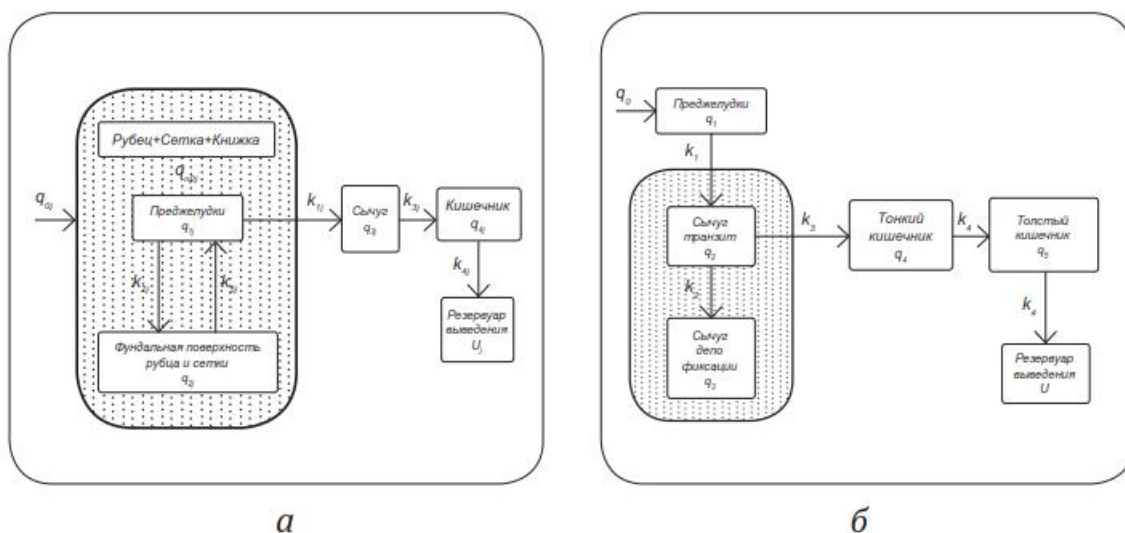 Рубец+Сетка+Книжка
q₀ⱼ
Преджелудки
q₁ⱼ
k₁ⱼ
Сычуг
q₃ⱼ
k₃ⱼ
Кишечник
q₄ⱼ
k₄ⱼ
Резервуар
выведения
Uⱼ
Фундальная поверхность
рубца и сетки
q₂ⱼ
а
q₀
Преджелудки
q₁
k₁
Сычуг
транзит
q₂
k₃
Тонкий
кишечник
q₄
k₄
Толстый
кишечник
q₅
k₂
Сычуг
депо
фиксации
q₃
k₄
Резервуар
выведения
U
б